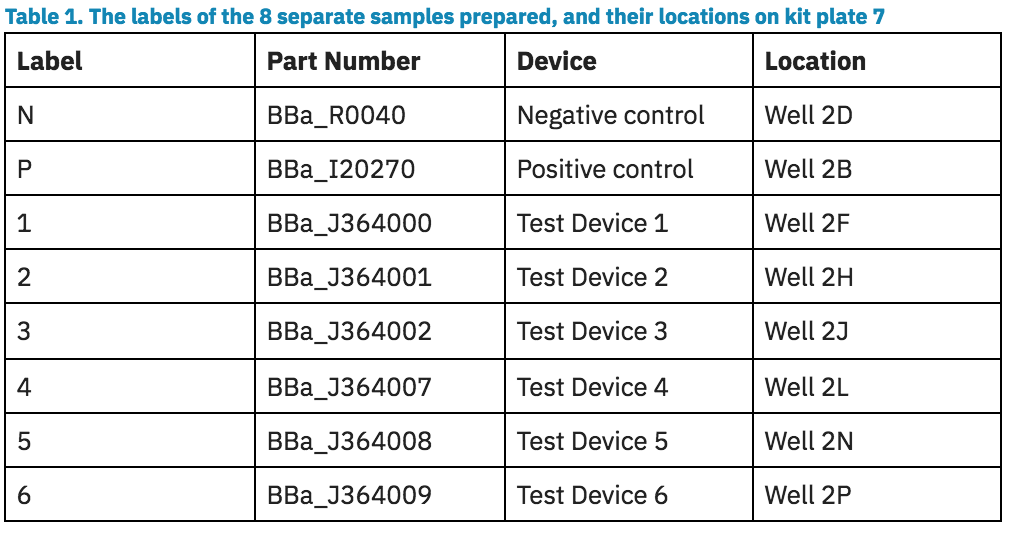 Table 1. The labels of the 8 separate samples prepared, and their locations on kit plate 7
Label Part Number Device Location
N BBa_R0040 Negative control Well 2D
P BBa_I20270 Positive control Well 2B
1 BBa_J364000 Test Device 1 Well 2F
2 BBa_J364001 Test Device 2 Well 2H
3 BBa_J364002 Test Device 3 Well 2J
4 BBa_J364007 Test Device 4 Well 2L
5 BBa_J364008 Test Device 5 Well 2N
6 BBa_J364009 Test Device 6 Well 2P